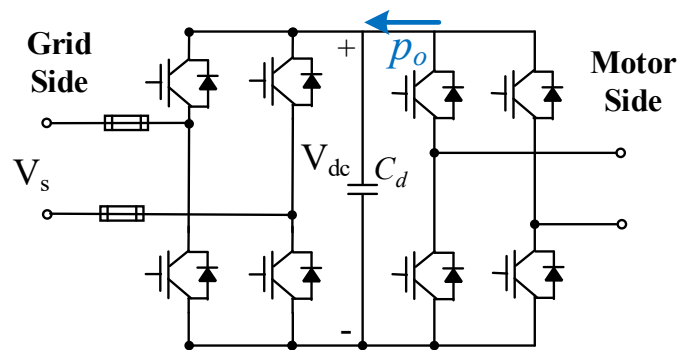 Grid
Side
+
p_o
Motor
Side
V_s
V_dc
C_d
-